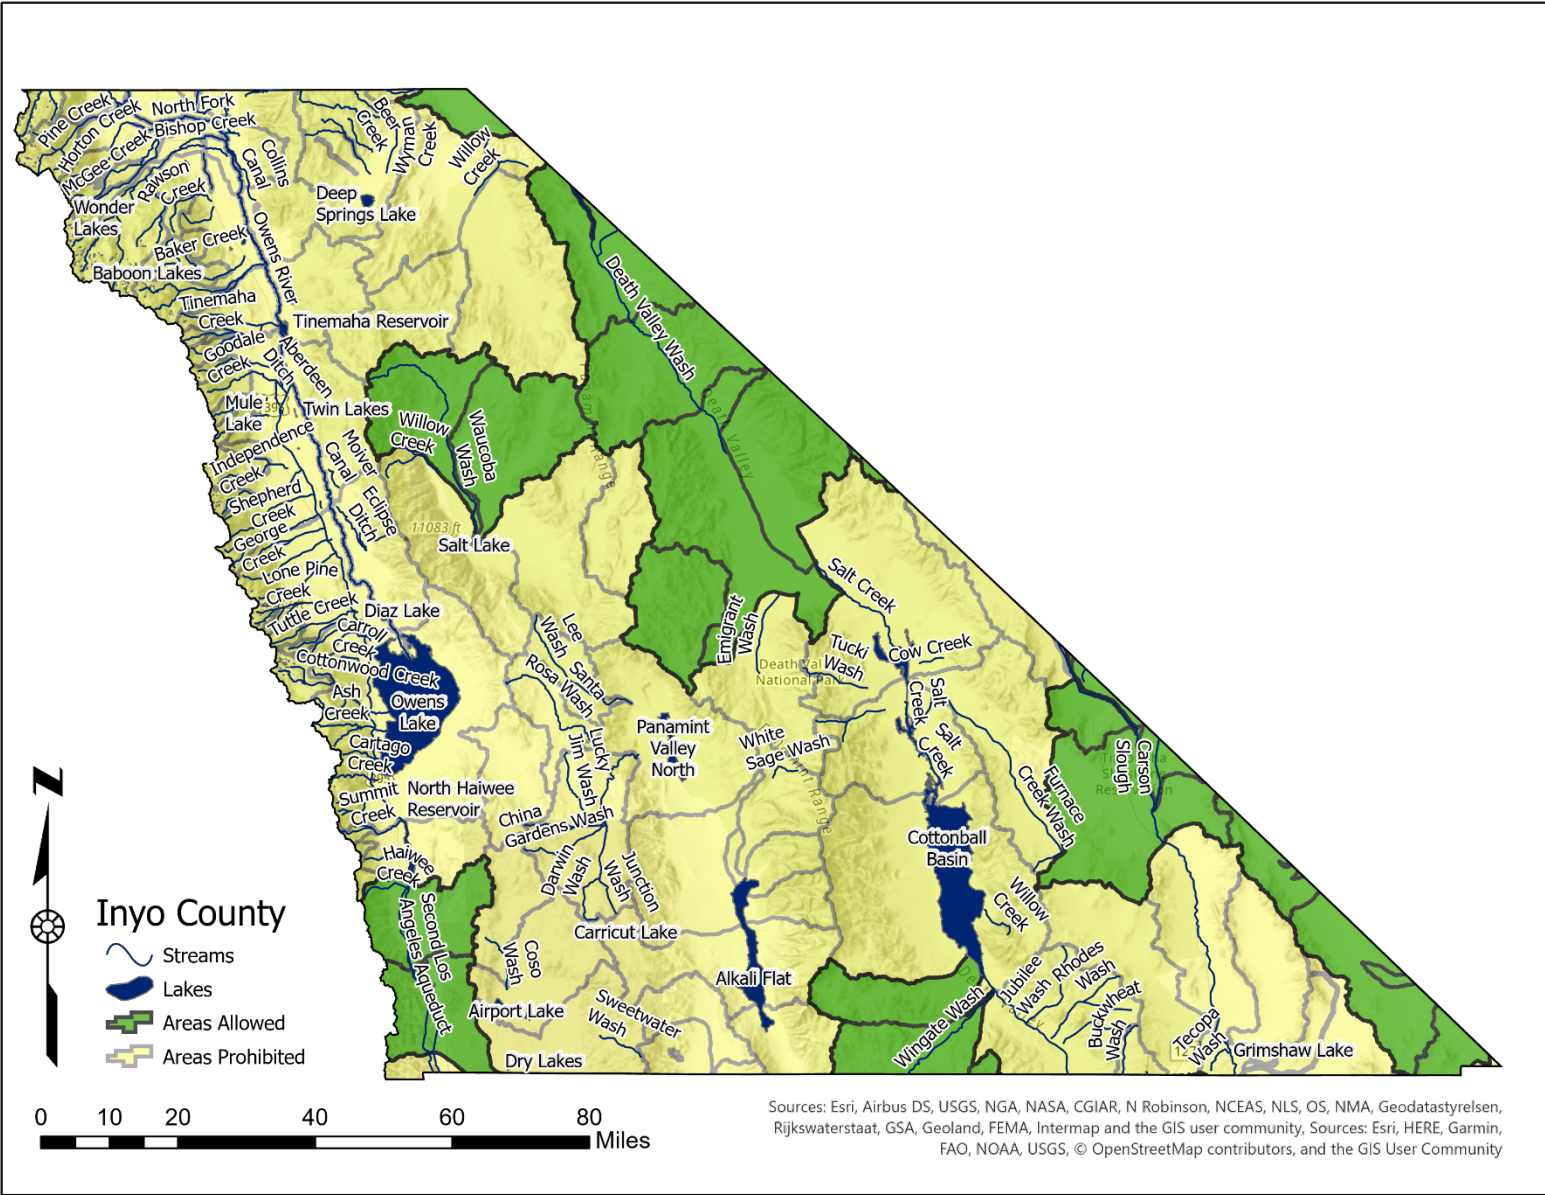 Pine Creek
Horton Creek
North Fork
Bishop Creek
McGee Creek
Rawson
Creek
Wonder
Lakes
Collins
Canal
Beer
Creek
Wyman
Creek
Willow
Creek
Deep
Springs Lake
Baker Creek
Baboon Lakes
Owens River
Tinemaha
Creek
Tinemaha Reservoir
Goodale
Creek
Aberdeen
Ditch
Mule
Lake
395
Twin Lakes
Death Valley Wash
Independence
Creek
Moiver
Canal
Willow
Creek
Waucoba
Wash
Death Valley
Range
Shepherd
Creek
Eclipse
Ditch
George
Creek
11083 ft
Salt Lake
Lone Pine
Creek
Tuttle Creek
Diaz Lake
Carroll
Creek
Cottonwood Creek
Owens
Lake
Ash
Creek
Cartago
Creek
Lee
Wash
Santa
Rosa Wash
Emigrant
Wash
Salt Creek
Tucki
Wash
Cow Creek
Death Val
National Park
Panamint
Valley
North
White
Sage Wash
Salt
Creek
Salt
Creek
Furnace
Creek Wash
Carson
Slough
Lucky
Jim Wash
Summit
Creek
North Haiwee
Reservoir
China
Gardens Wash
Haiwee
Creek
Darwin
Wash
Junction
Wash
Cottonball
Basin
Range
Willow
Creek
Second Los
Angeles Aqueduct
Carricut Lake
Coso
Wash
Airport Lake
Alkali Flat
Sweetwater
Wash
Dry Lakes
Wingate Wash
Jubilee
Wash
Rhodes
Wash
Buckwheat
Wash
Tecopa
Wash
Grimshaw Lake
N
Inyo County
Streams
Lakes
Areas Allowed
Areas Prohibited
0 10 20 40 60 80
Miles
Sources: Esri, Airbus DS, USGS, NGA, NASA, CGIAR, N Robinson, NCEAS, NLS, OS, NMA, Geodatastyrelsen,
Rijkswaterstaat, GSA, Geoland, FEMA, Intermap and the GIS user community, Sources: Esri, HERE, Garmin,
FAO, NOAA, USGS, © OpenStreetMap contributors, and the GIS User Community